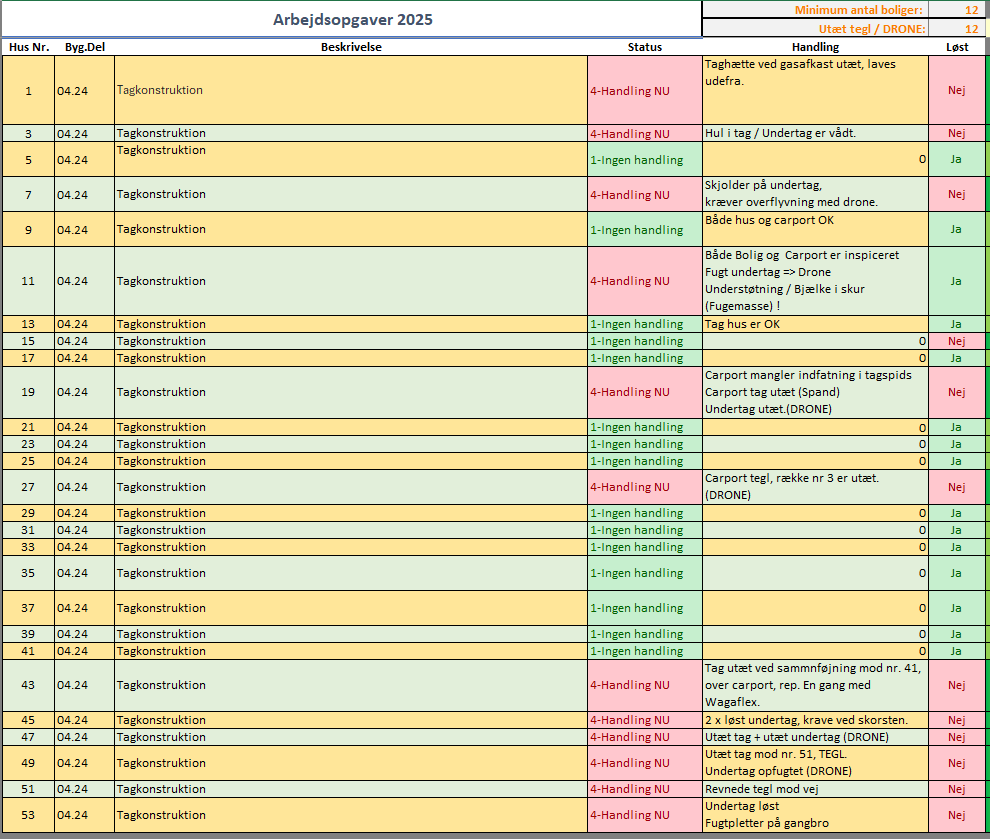 Arbejdsopgaver 2025
Minimum antal boliger: 12
Utæt tegl / DRONE: 12
Hus Nr. Byg.Del Beskrivelse Status Handling Løst
1 04.24 Tagkonstruktion 4-Handling NU Taghætte ved gasafkast utæt, laves
udefra. Nej
3 04.24 Tagkonstruktion 4-Handling NU Hul i tag / Undertag er vådt. Nej
5 04.24 Tagkonstruktion 1-Ingen handling 0 Ja
7 04.24 Tagkonstruktion 4-Handling NU Skjolder på undertag,
kræver overflyvning med drone. Nej
9 04.24 Tagkonstruktion 1-Ingen handling Både hus og carport OK Ja
11 04.24 Tagkonstruktion 4-Handling NU Både Bolig og  Carport er inspiceret
Fugt undertag => Drone
Understøtning / Bjælke i skur
(Fugemasse) ! Ja
13 04.24 Tagkonstruktion 1-Ingen handling Tag hus er OK Ja
15 04.24 Tagkonstruktion 1-Ingen handling 0 Nej
17 04.24 Tagkonstruktion 1-Ingen handling 0 Ja
19 04.24 Tagkonstruktion 4-Handling NU Carport mangler indfatning i tagspids
Carport tag utæt (Spand)
Undertag utæt.(DRONE) Nej
21 04.24 Tagkonstruktion 1-Ingen handling 0 Ja
23 04.24 Tagkonstruktion 1-Ingen handling 0 Ja
25 04.24 Tagkonstruktion 1-Ingen handling 0 Ja
27 04.24 Tagkonstruktion 4-Handling NU Carport tegl, række nr 3 er utæt.
(DRONE) Nej
29 04.24 Tagkonstruktion 1-Ingen handling 0 Ja
31 04.24 Tagkonstruktion 1-Ingen handling 0 Ja
33 04.24 Tagkonstruktion 1-Ingen handling 0 Ja
35 04.24 Tagkonstruktion 1-Ingen handling 0 Ja
37 04.24 Tagkonstruktion 1-Ingen handling 0 Ja
39 04.24 Tagkonstruktion 1-Ingen handling 0 Ja
41 04.24 Tagkonstruktion 1-Ingen handling 0 Ja
43 04.24 Tagkonstruktion 4-Handling NU Tag utæt ved sammnføjning mod nr. 41,
over carport, rep. En gang med
Wagaflex. Nej
45 04.24 Tagkonstruktion 4-Handling NU 2 x løst undertag, krave ved skorsten. Nej
47 04.24 Tagkonstruktion 4-Handling NU Utæt tag + utæt undertag (DRONE) Nej
49 04.24 Tagkonstruktion 4-Handling NU Utæt tag mod nr. 51, TEGL.
Undertag opfugtet (DRONE) Nej
51 04.24 Tagkonstruktion 4-Handling NU Revnede tegl mod vej Nej
53 04.24 Tagkonstruktion 4-Handling NU Undertag løst
Fugtpletter på gangbro Nej